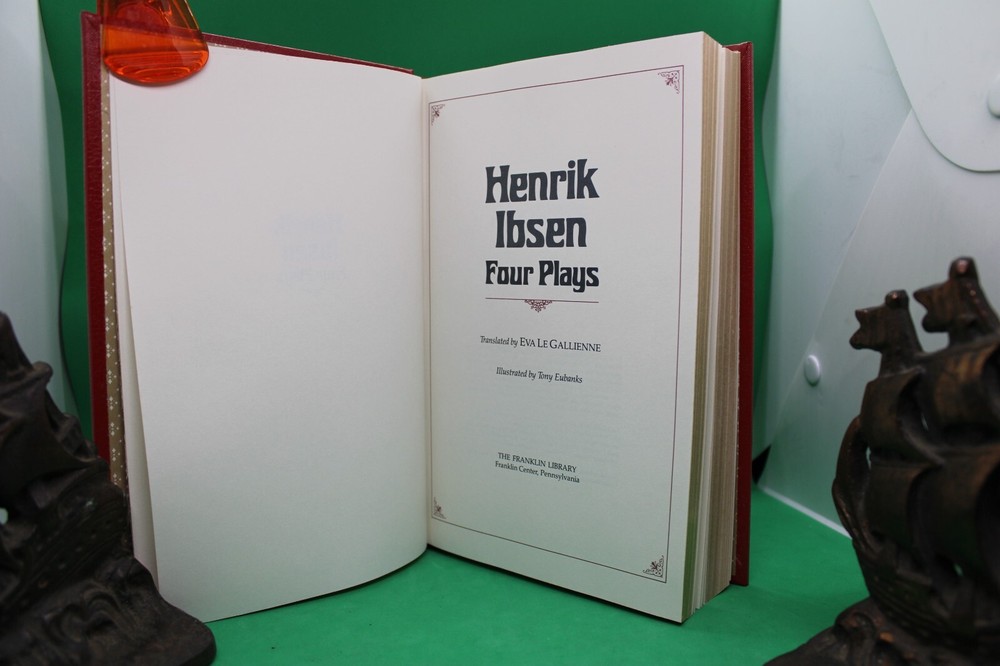 Henrik
Ibsen
Four Plays
Translated by EVA LE GALLIENNE
Illustrated by Tony Eubanks
THE FRANKLIN LIBRARY
Franklin Center, Pennsylvania